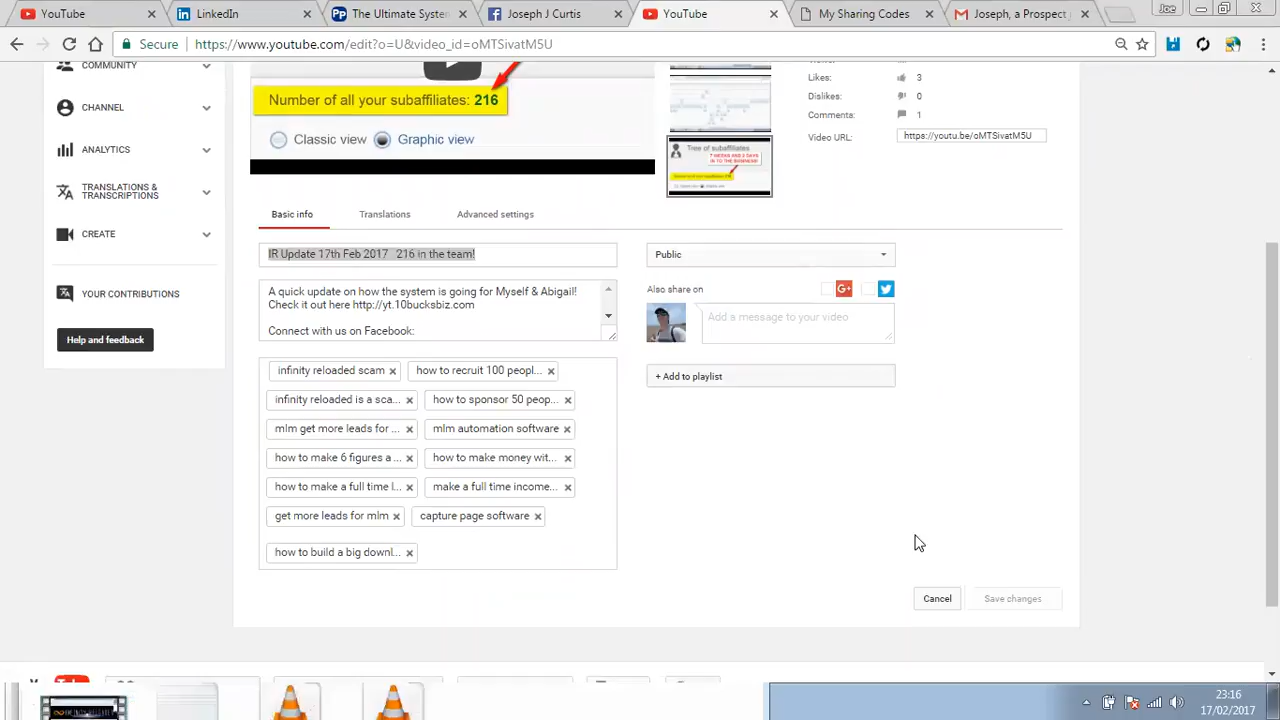 YouTube
LinkedIn
The Instamate Syste
Joseph J Curtis
YouTube
My Sharing Codes
Joseph, a Prospect
Joe
Secure
https://www.youtube.com/edit?o=U&video_id=oMTSivatM5U
COMMUNITY
CHANNEL
ANALYTICS
TRANSLATIONS &
TRANSCRIPTIONS
CREATE
YOUR CONTRIBUTIONS
Help and feedback
Number of all your subaffiliates: 216
Classic view Graphic view
Tree of subaffiliates
Likes: 3
Dislikes: 0
Comments: 1
Video URL: https://youtu.be/oMTSivatM5U
Basic info Translations Advanced settings
IR Update 17th Feb 2017 216 in the team!
A quick update on how the system is going for Myself & Abigail!
Check it out here http://yt.10bucksbiz.com
Connect with us on Facebook:
infinity reloaded scam how to recruit 100 peopl...
infinity reloaded is a sca... how to sponsor 50 peop...
mlm get more leads for ... mlm automation software
how to make 6 figures a ... how to make money wit...
how to make a full time l... make a full time income...
get more leads for mlm capture page software
how to build a big downl...
Public
Also share on
G+
Add a message to your video
+ Add to playlist
Cancel Save changes
23:16
17/02/2017